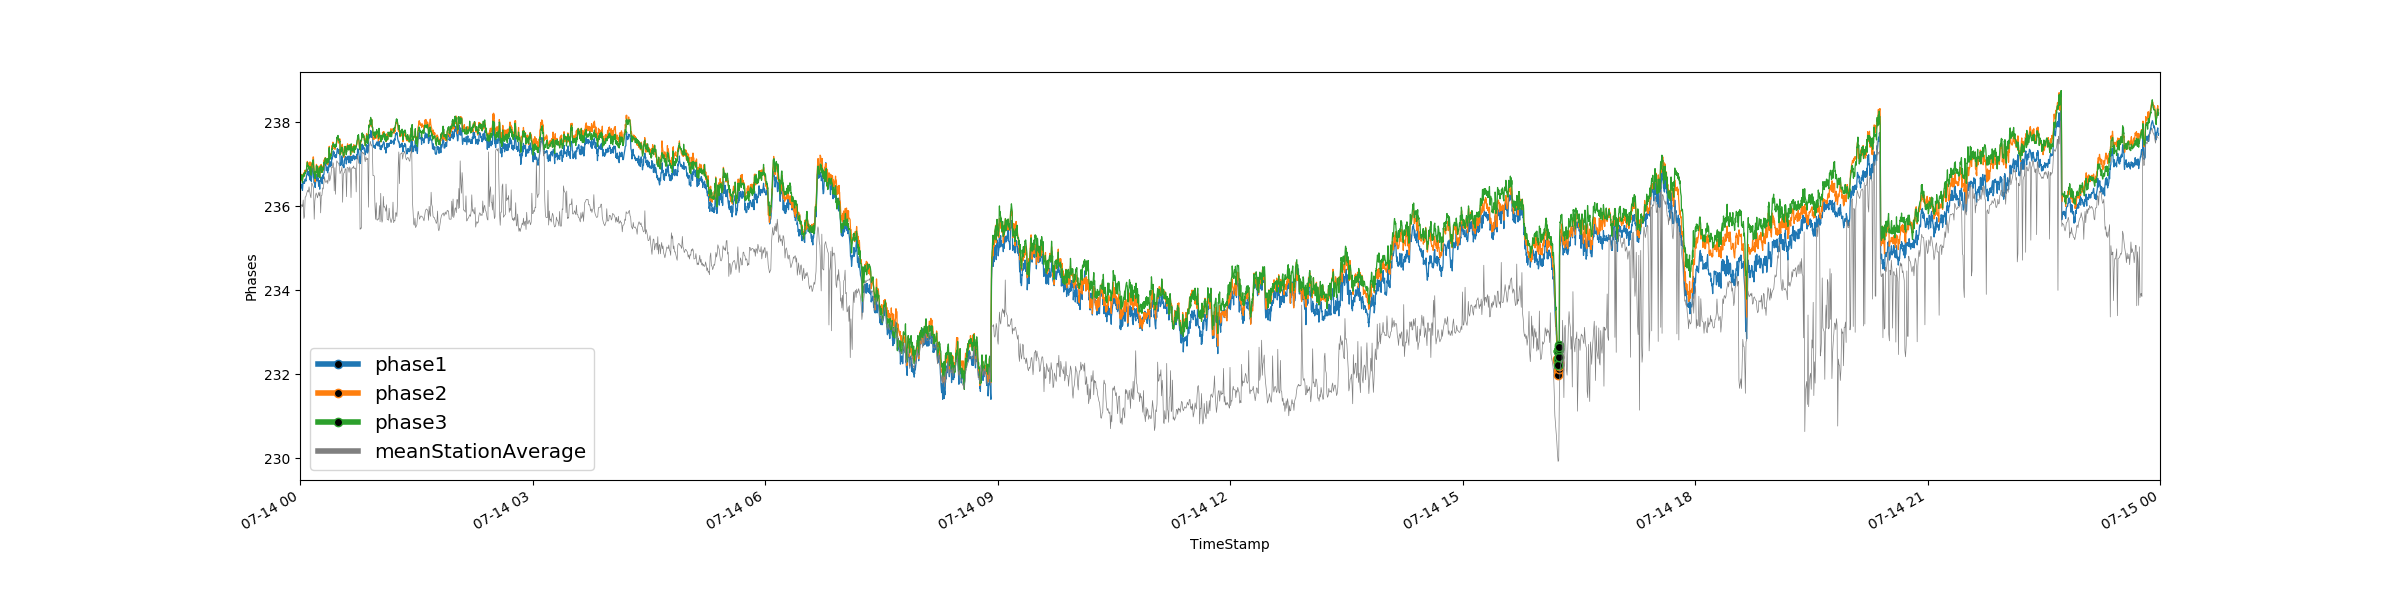 238
236
234
232
230
Phases
phase1
phase2
phase3
meanStationAverage
07-14 00
07-14 03
07-14 06
07-14 09
07-14 12
07-14 15
07-14 18
07-14 21
07-15 00
TimeStamp